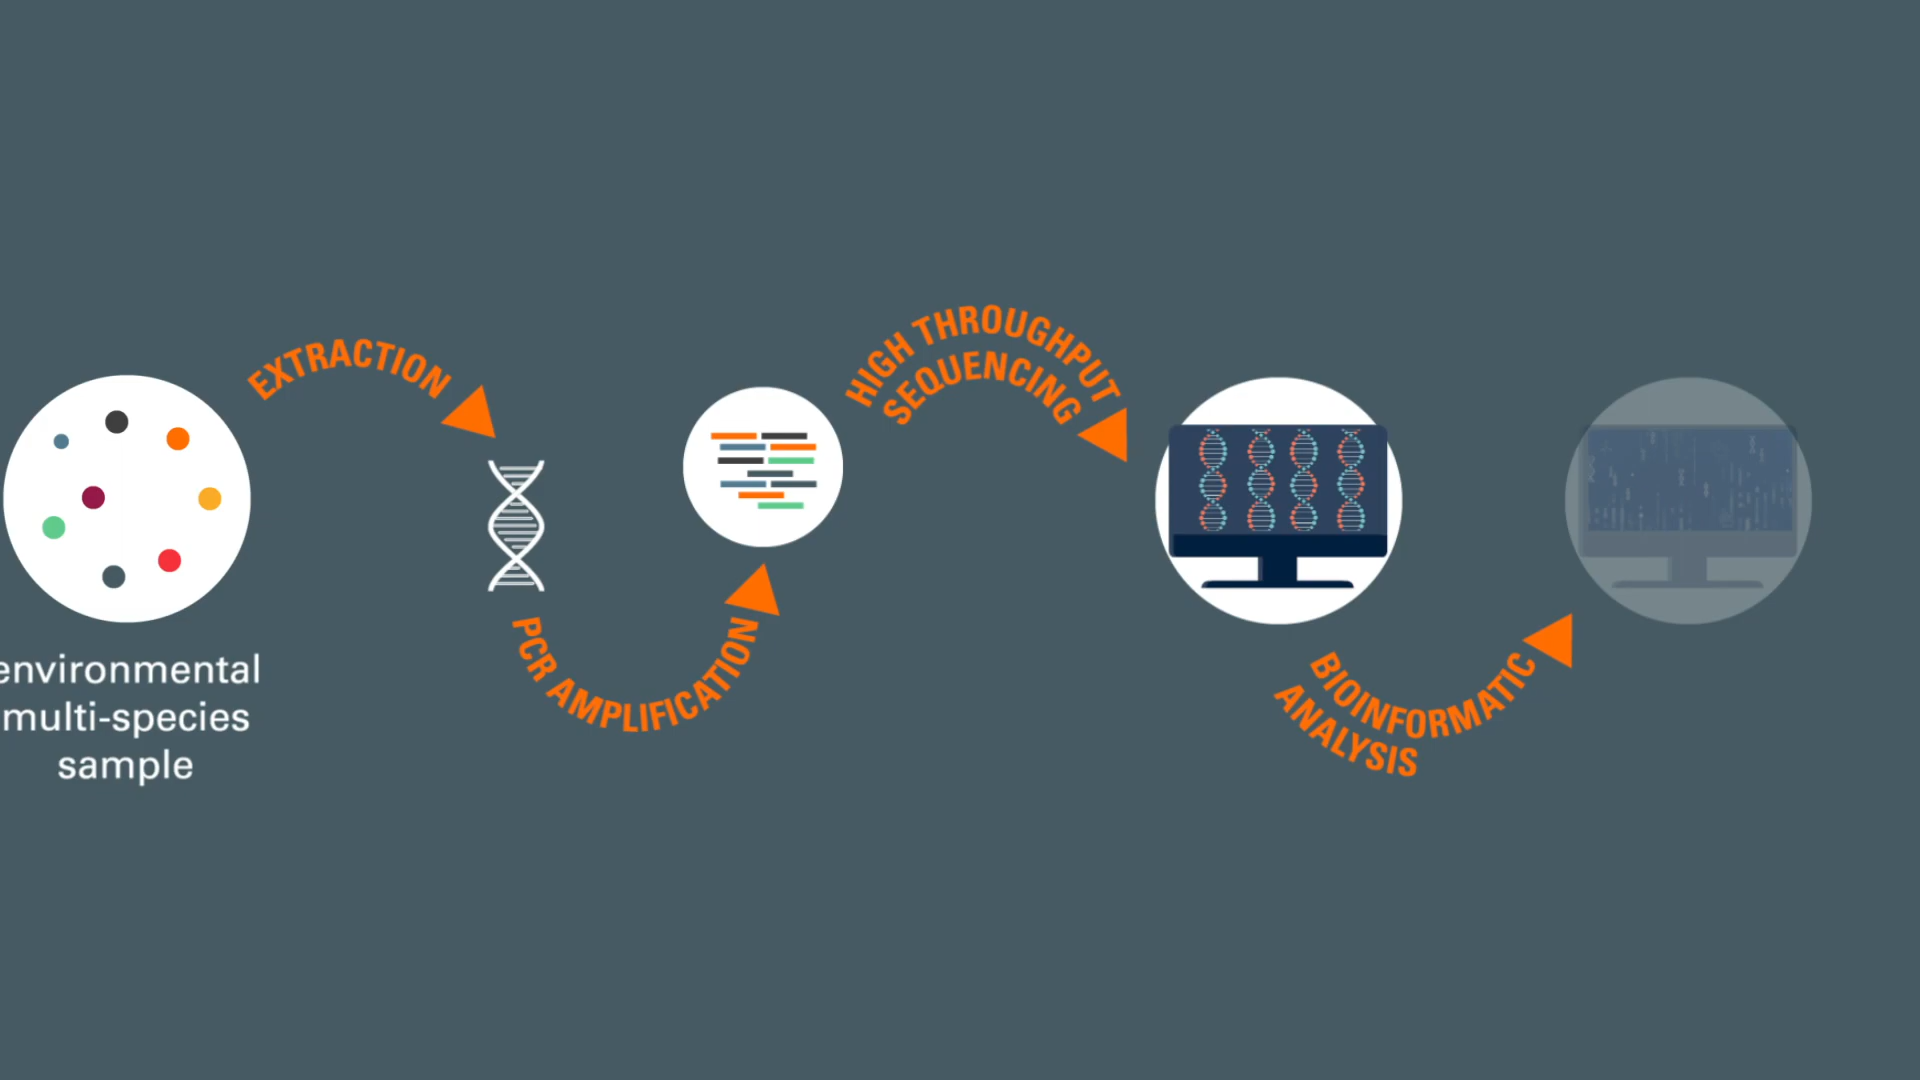 EXTRACTION
HIGH THROUGHPUT
SEQUENCING
PCR AMPLIFICATION
BIOINFORMATIC
ANALYSIS
environmental
multi-species
sample